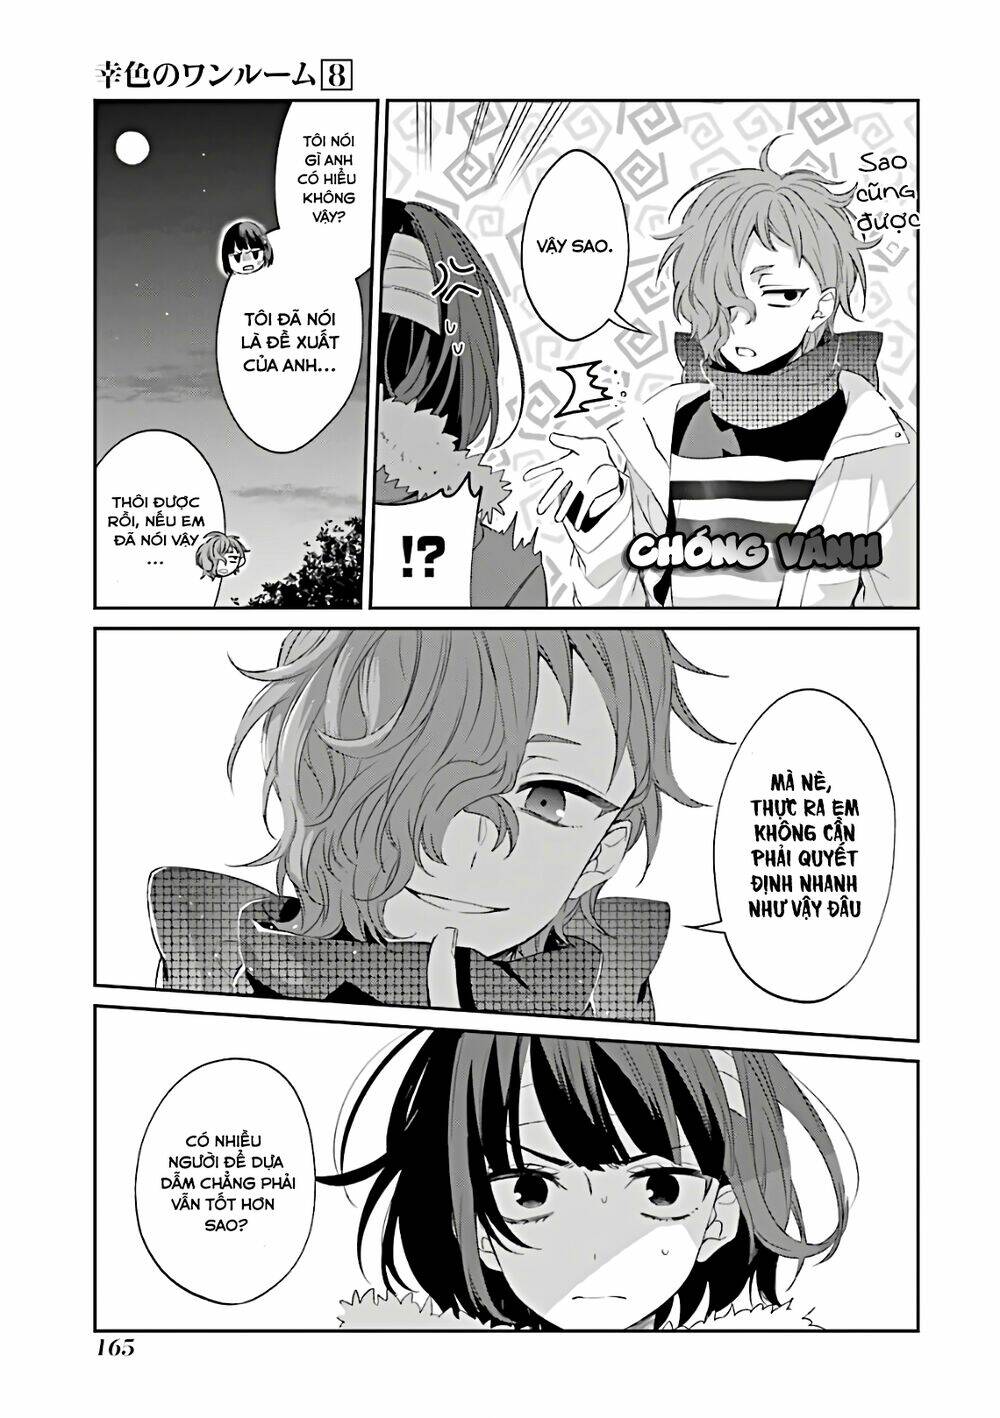 幸色のワンルーム 8
Sao
cũng
được
VẬY SAO.
CHÓNG VÁNH
!?
TÔI NÓI
GÌ ANH
CÓ HIỂU
KHÔNG
VẬY?
TÔI ĐÃ NÓI
LÀ ĐỀ XUẤT
CỦA ANH...
THÔI ĐƯỢC
RỒI, NẾU EM
ĐÃ NÓI VẬY
...
MÀ NÈ,
THỰC RA EM
KHÔNG CẦN
PHẢI QUYẾT
ĐỊNH NHANH
NHƯ VẬY ĐÂU
CÓ NHIỀU
NGƯỜI ĐỂ DỰA
DẪM CHẲNG PHẢI
VẪN TỐT HƠN
SAO?
165